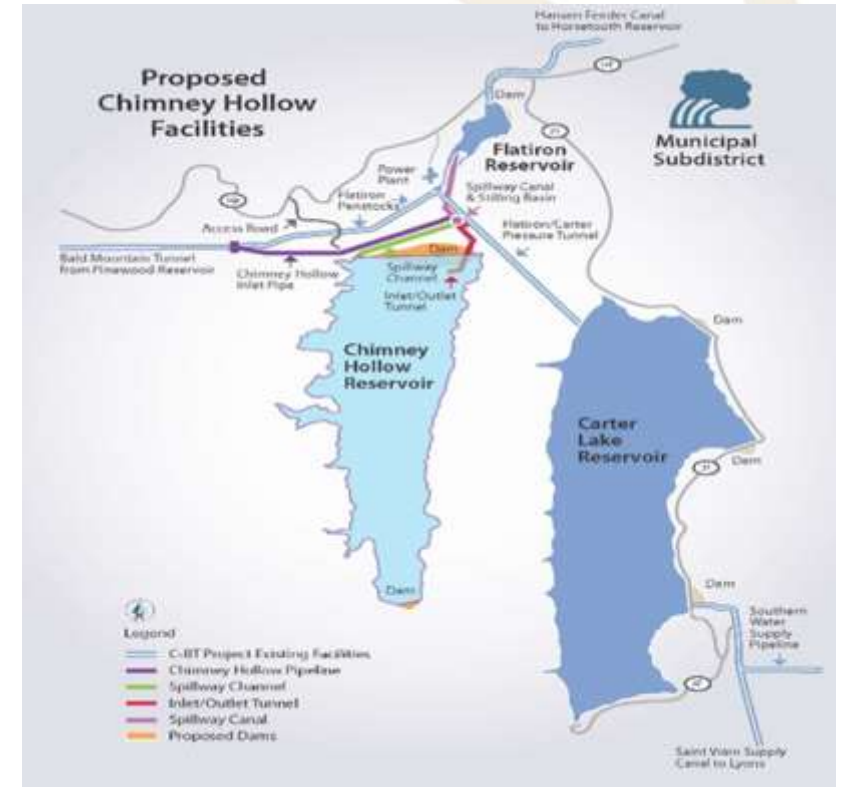 Hansen Feeder Canal
to Horsetooth Reservoir
Proposed
Chimney Hollow
Facilities
Dam
Municipal
Subdistrict
Flatiron
Reservoir
Power
Plant
Spillway Canal
& Stilling Basin
Flatiron
Penstocks
Access Road
Flatiron/Carter
Pressure Tunnel
Bald Mountain Tunnel
from Pinewood Reservoir
Chimney Hollow
Inlet Pipe
Dam
Spillway
Channel
Inlet/Outlet
Tunnel
Chimney
Hollow
Reservoir
Dam
Carter
Lake
Reservoir
31
Dam
Dam
Dam
Southern
Water
Supply
Pipeline
Legend
C-BT Project Existing Facilities
Chimney Hollow Pipeline
Spillway Channel
Inlet/Outlet Tunnel
Spillway Canal
Proposed Dams
Saint Vrain Supply
Canal to Lyons